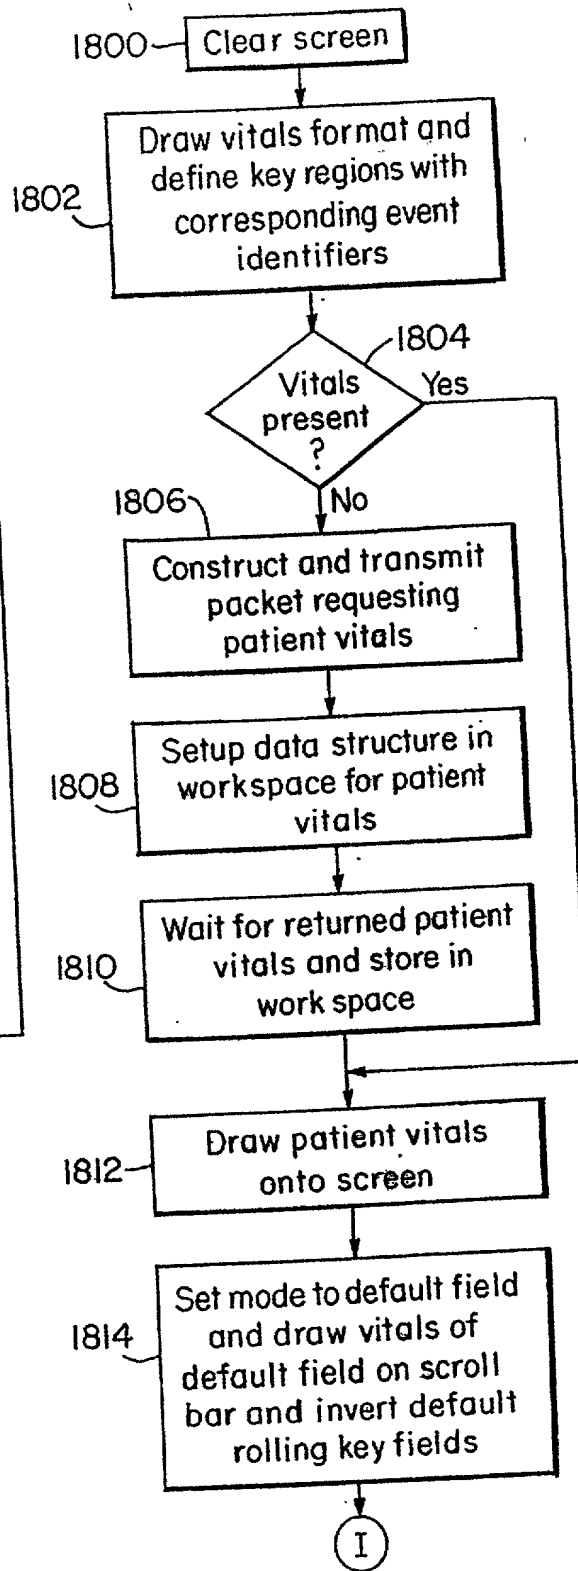 1800
Clear screen
Draw vitals format and
define key regions with
corresponding event
identifiers
1802
1804
Vitals
present
?
Yes
No
1806
Construct and transmit
packet requesting
patient vitals
Setup data structure in
workspace for patient
vitals
1808
Wait for returned patient
vitals and store in
work space
1810
Draw patient vitals
onto screen
1812
Set mode to default field
and draw vitals of
default field on scroll
bar and invert default
rolling key fields
1814
I